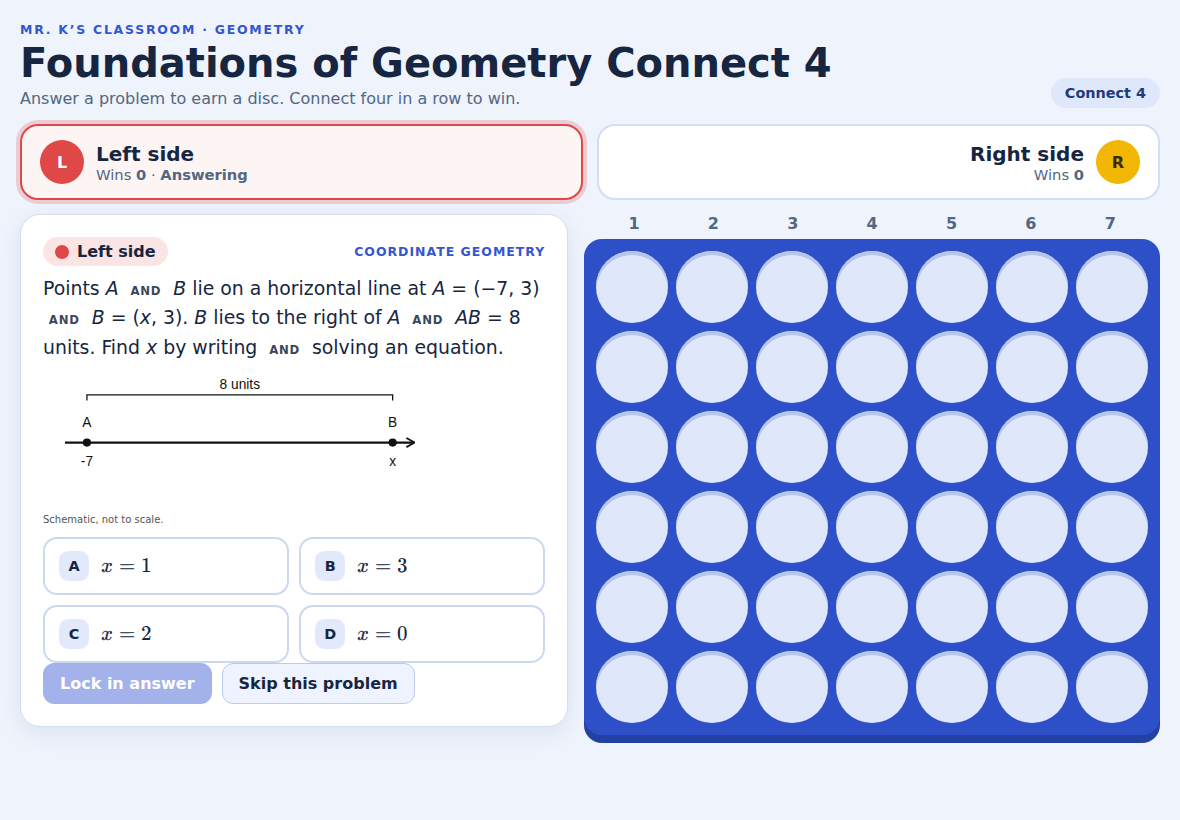 MR. K’S CLASSROOM · GEOMETRY
Foundations of Geometry Connect 4
Answer a problem to earn a disc. Connect four in a row to win.
Connect 4
L
Left side
Wins 0 · Answering
Right side
Wins 0
R
Left side
COORDINATE GEOMETRY
Points A AND B lie on a horizontal line at A = (−7, 3)
AND B = (x, 3). B lies to the right of A AND AB = 8
units. Find x by writing AND solving an equation.
8 units
A B
-7 x
Schematic, not to scale.
A x = 1
B x = 3
C x = 2
D x = 0
Lock in answer
Skip this problem
1 2 3 4 5 6 7